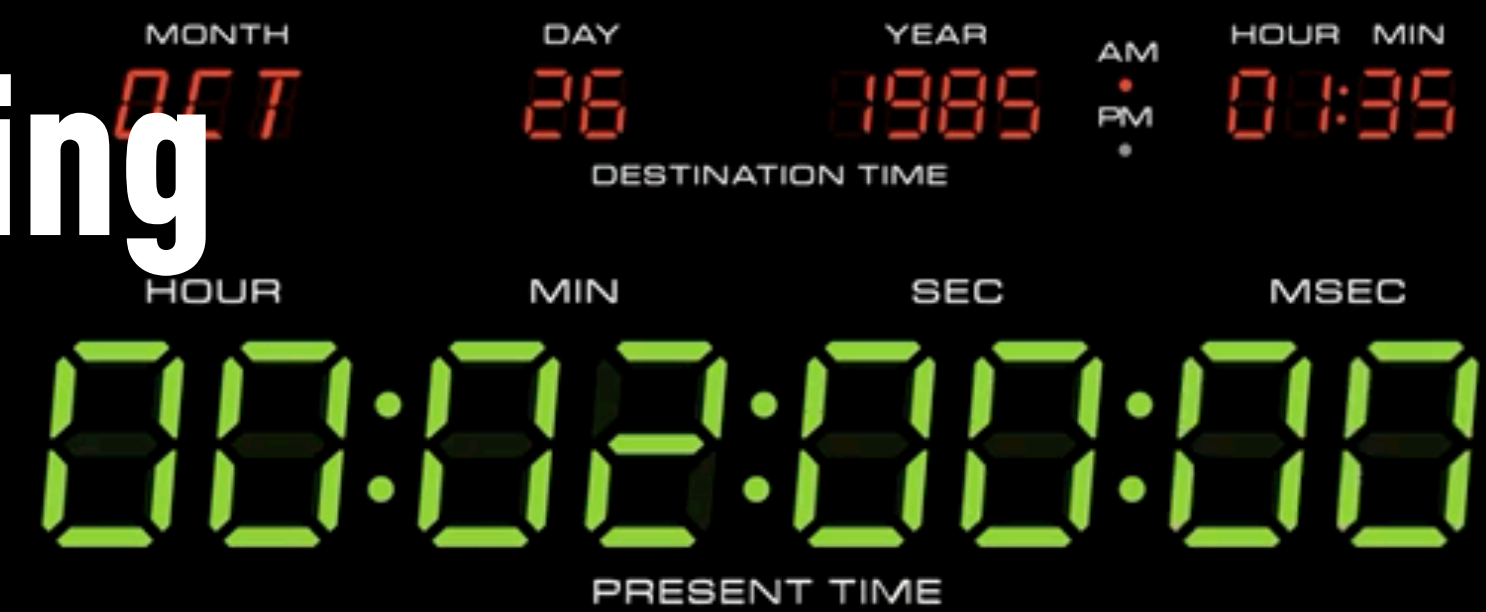 MONTH DAY YEAR AM HOUR MIN
OCT 26 1985 PM 01:35
DESTINATION TIME
ing
HOUR MIN SEC MSEC
00:02:00:00
PRESENT TIME